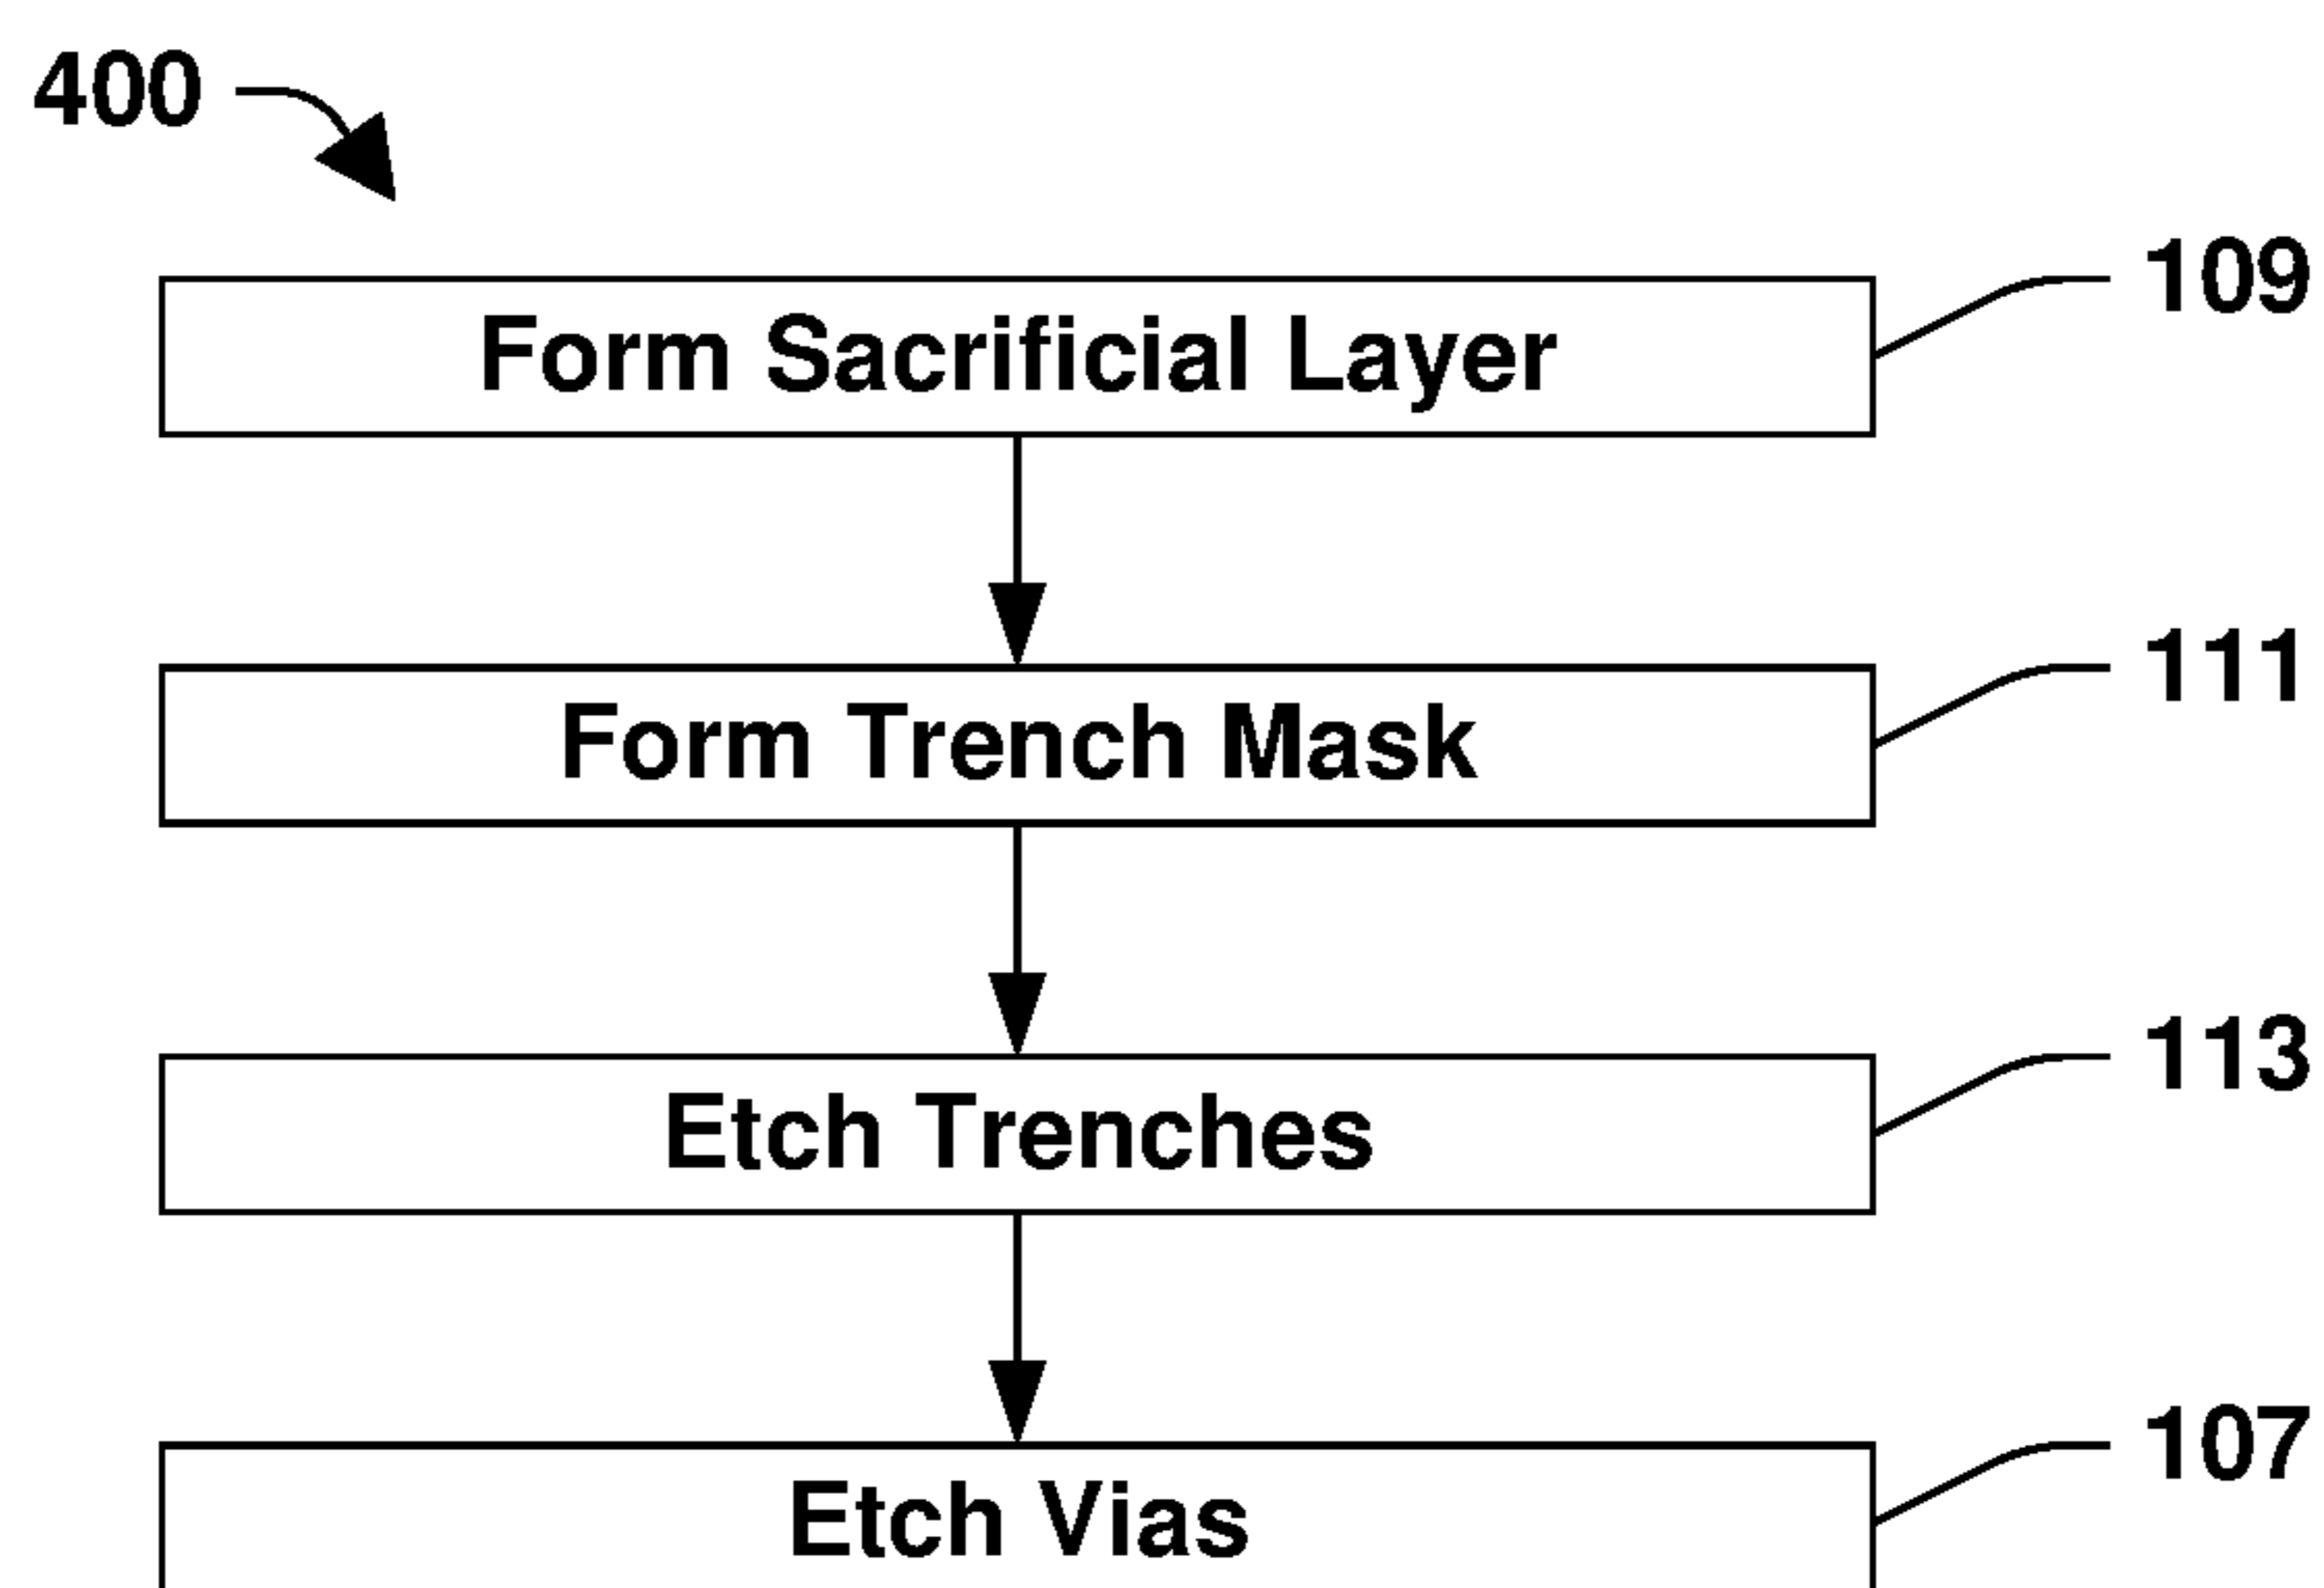 400
Form Sacrificial Layer
109
Form Trench Mask
111
Etch Trenches
113
Etch Vias
107